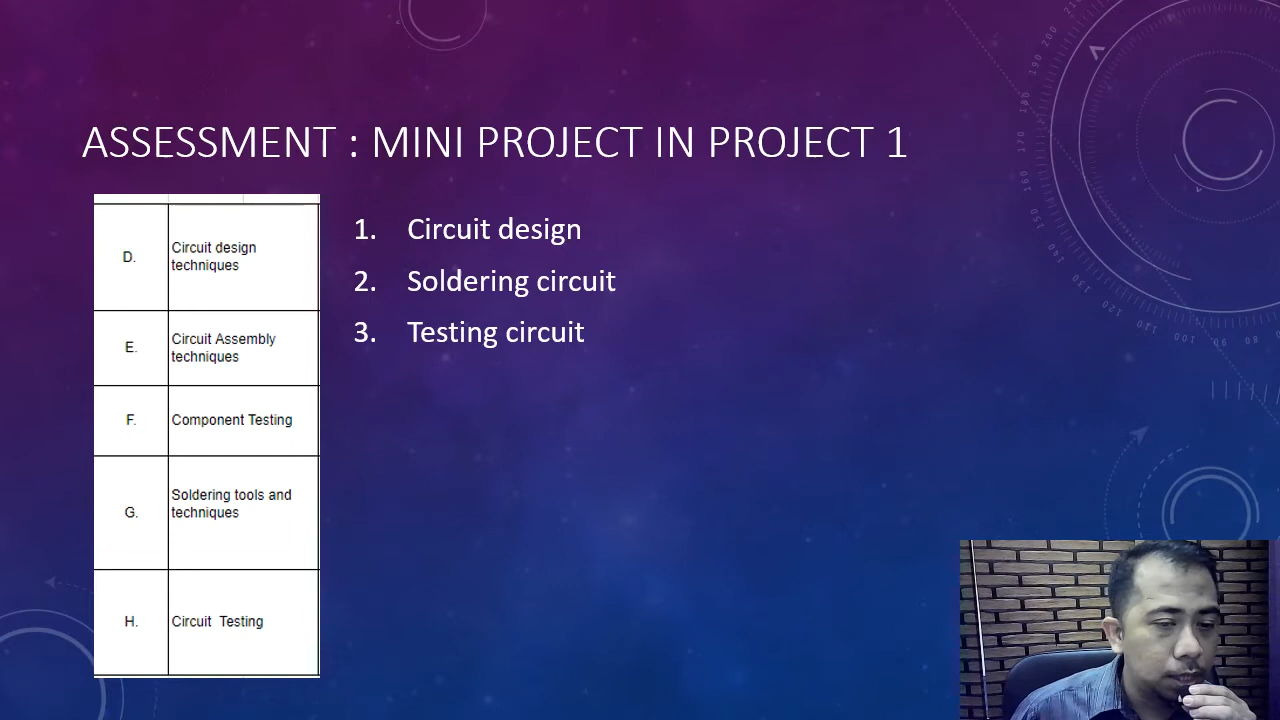 ASSESSMENT : MINI PROJECT IN PROJECT 1
D.
Circuit design
techniques
E.
Circuit Assembly
techniques
F.
Component Testing
G.
Soldering tools and
techniques
H.
Circuit Testing
1. Circuit design
2. Soldering circuit
3. Testing circuit